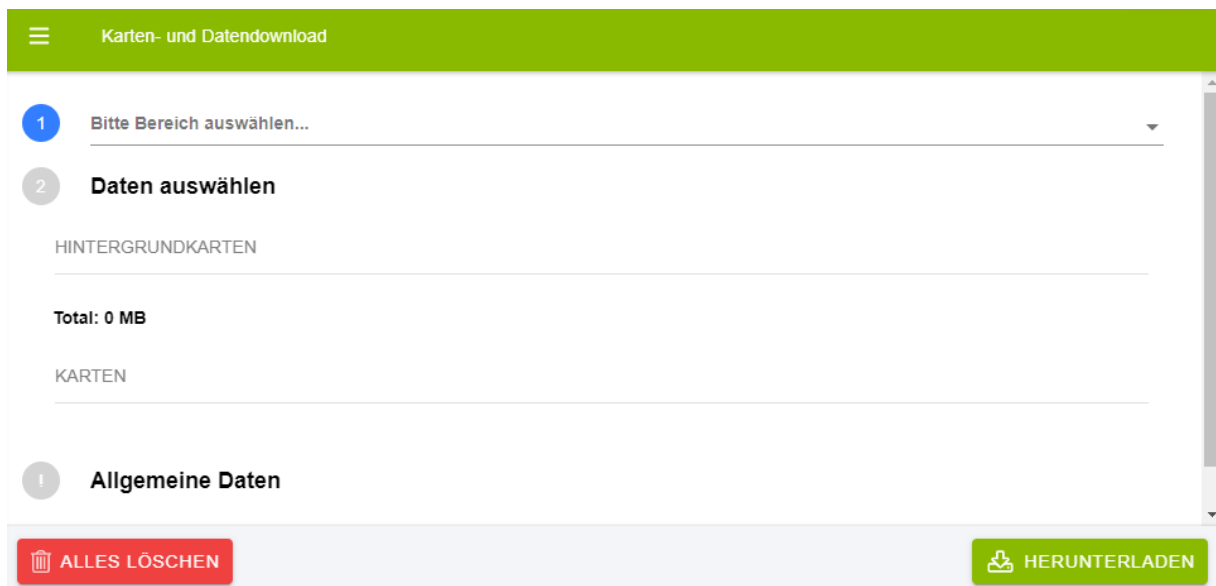 Karten- und Datendownload
1 Bitte Bereich auswählen...
2 Daten auswählen
HINTERGRUNDKARTEN
Total: 0 MB
KARTEN
! Allgemeine Daten
ALLES LÖSCHEN HERUNTERLADEN